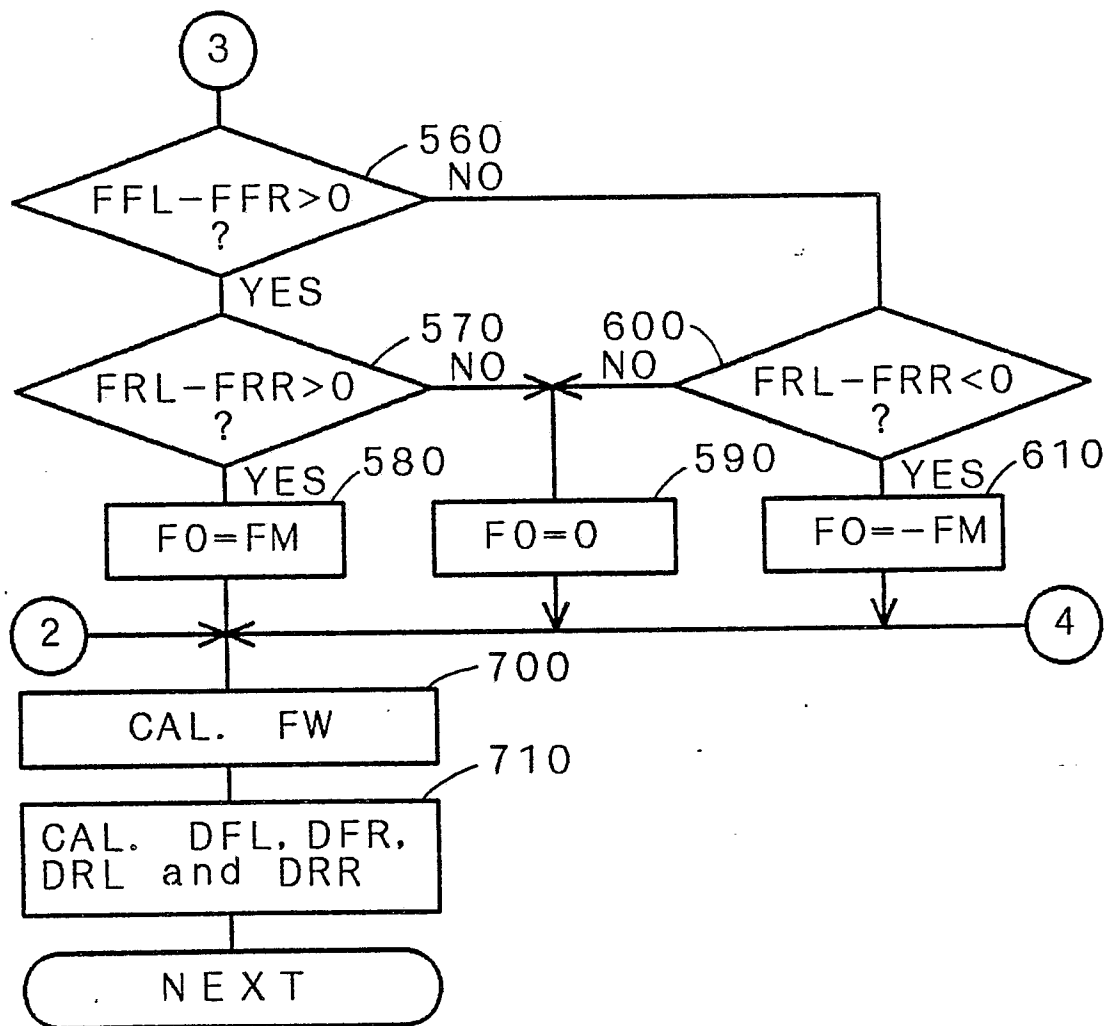 3
560
NO
FFL-FFR>0
?
YES
570
NO
600
NO
FRL-FRR>0
?
FRL-FRR<0
?
YES
580
590
YES
610
F0=FM
F0=0
F0=-FM
2
4
700
CAL. FW
710
CAL. DFL, DFR,
DRL and DRR
NEXT